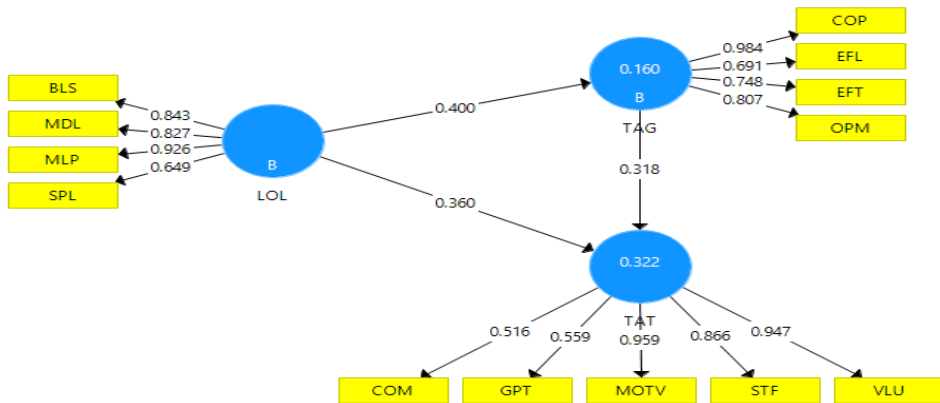 COP
0.984
EFL
0.691
0.160
0.748
EFT
B
0.807
OPM
TAG
BLS
0.843
MDL
0.827
MLP
0.926
SPL
0.649
B
LOL
0.400
0.318
0.360
0.322
TAT
0.516
0.559
0.959
0.866
0.947
COM
GPT
MOTV
STF
VLU